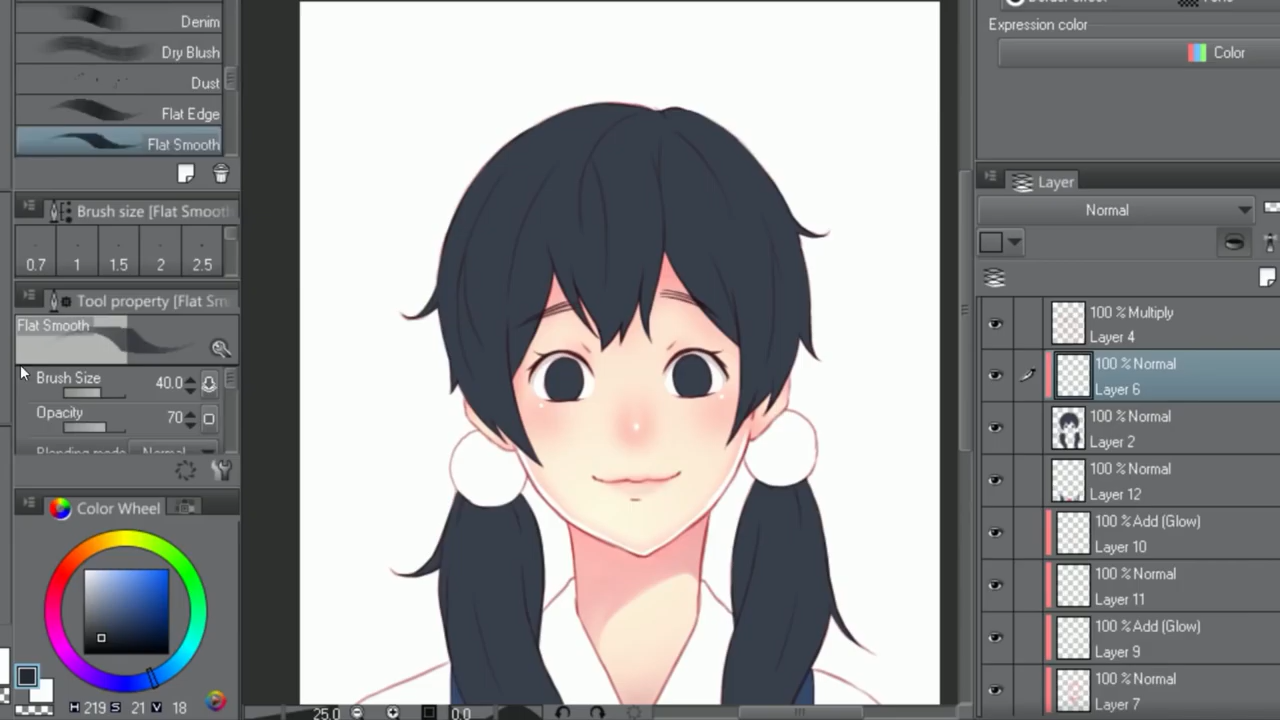 Denim
Dry Blush
Dust
Flat Edge
Flat Smooth
Brush size [Flat Smooth
0.7 1 1.5 2 2.5
Tool property [Flat Sm
Flat Smooth
Brush Size 40.0
Opacity 70
Blending mode Normal
Color Wheel
H 219 S 21 V 18
25.0 0.0
Expression color
Color
Layer
Normal
100 % Multiply
Layer 4
100 % Normal
Layer 6
100 % Normal
Layer 2
100 % Normal
Layer 12
100 % Add (Glow)
Layer 10
100 % Normal
Layer 11
100 % Add (Glow)
Layer 9
100 % Normal
Layer 7